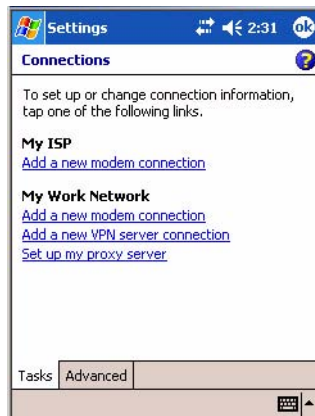 Settings 2:31 ok
Connections ?
To set up or change connection information,
tap one of the following links.
My ISP
Add a new modem connection
My Work Network
Add a new modem connection
Add a new VPN server connection
Set up my proxy server
Tasks Advanced